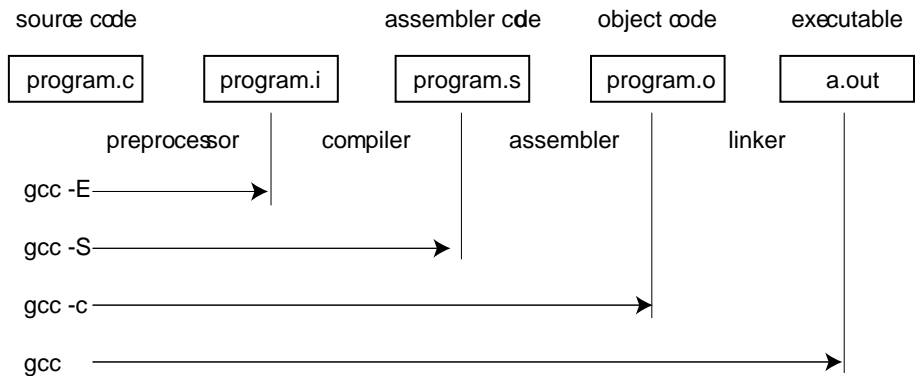 source code assembler code object code executable
program.c program.i program.s program.o a.out
preprocessor compiler assembler linker
gcc -E
gcc -S
gcc -c
gcc